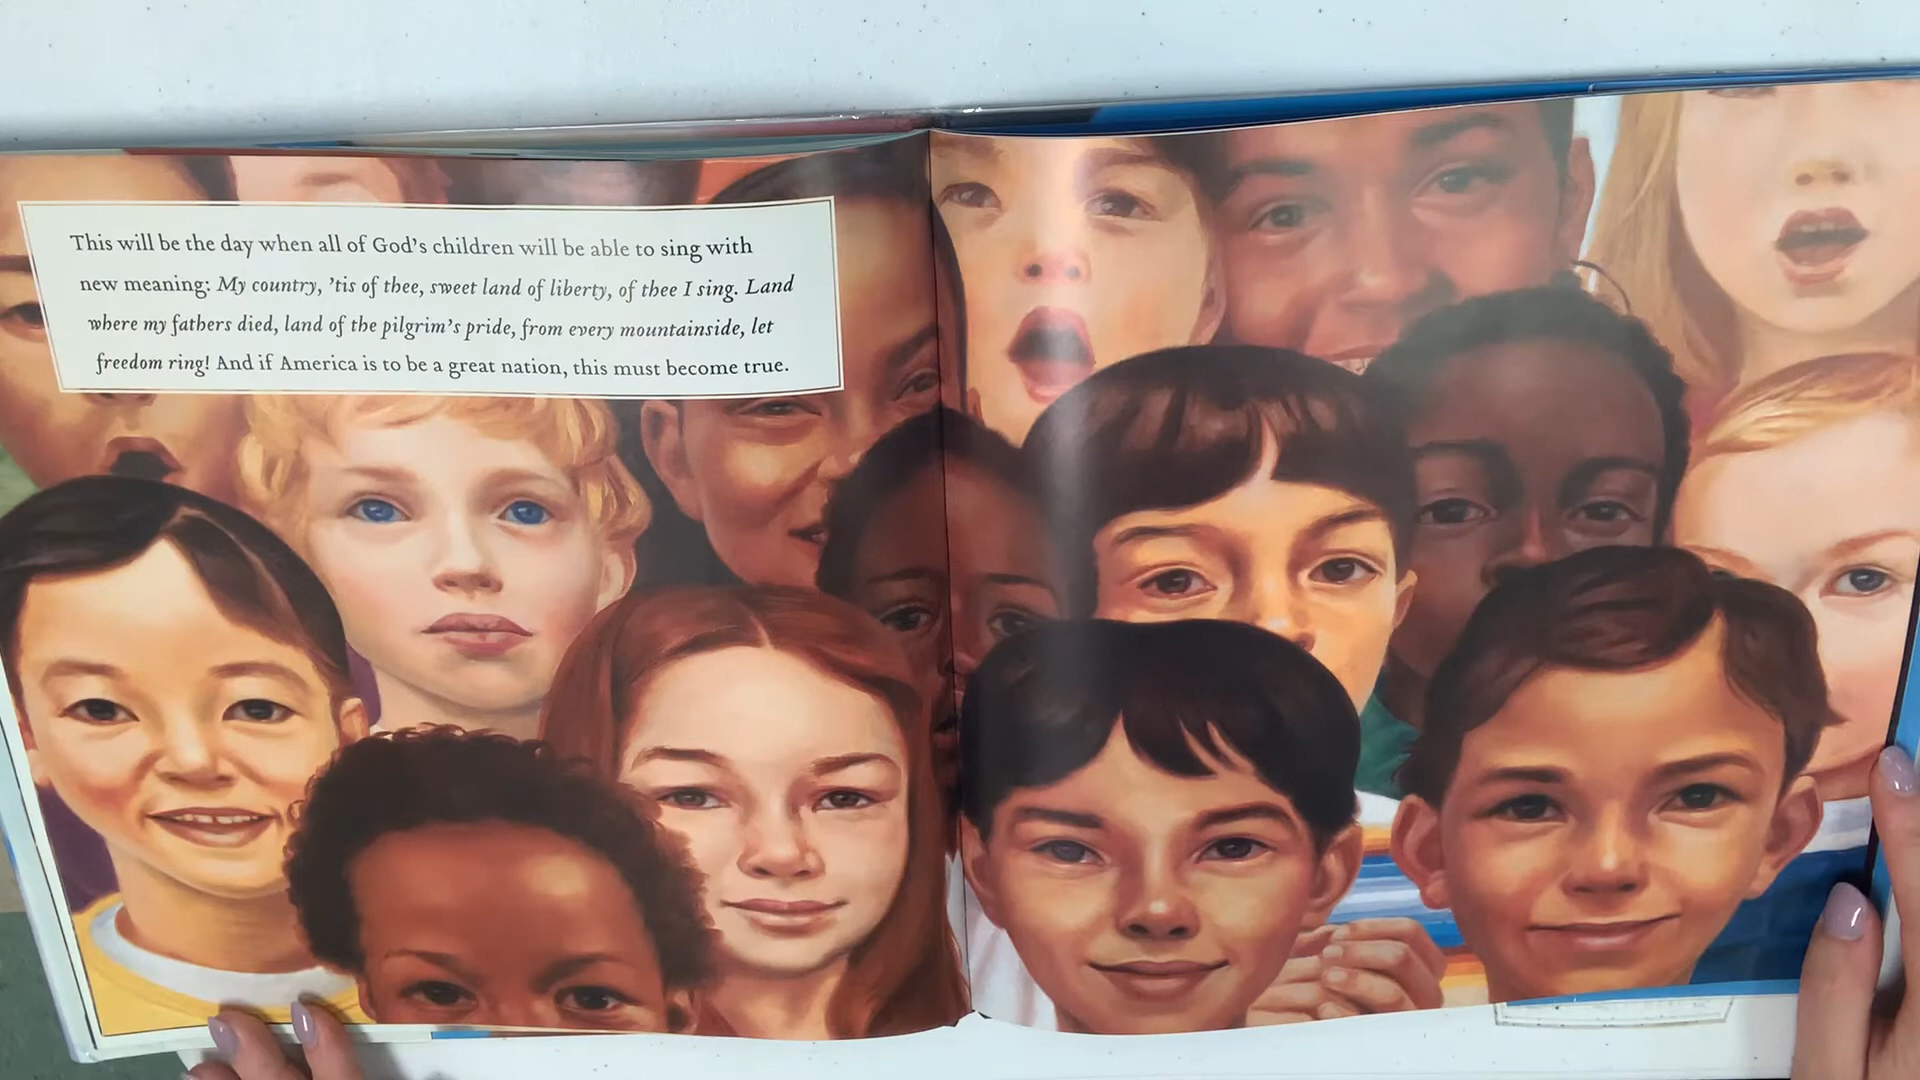 This will be the day when all of God's children will be able to sing with
new meaning: My country, 'tis of thee, sweet land of liberty, of thee I sing. Land
where my fathers died, land of the pilgrim's pride, from every mountainside, let
freedom ring! And if America is to be a great nation, this must become true.